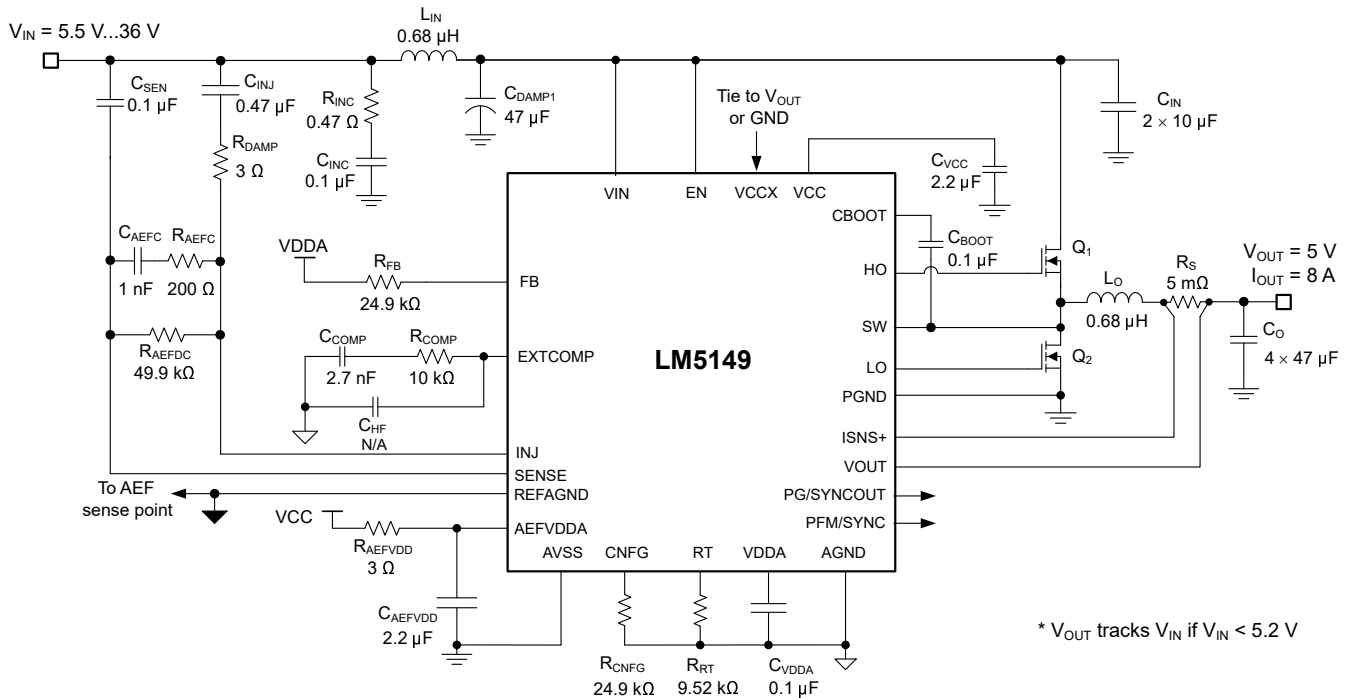 V_IN = 5.5 V...36 V
L_IN
0.68 µH
C_SEN
0.1 µF
C_INJ
0.47 µF
R_INC
0.47 Ω
C_DAMP1
47 µF
Tie to V_OUT
or GND
C_IN
2 × 10 µF
R_DAMP
3 Ω
C_INC
0.1 µF
C_VCC
2.2 µF
VIN
EN
VCCX
VCC
CBOOT
C_BOOT
0.1 µF
C_AEFC
R_AEFC
1 nF
200 Ω
VDDA
R_FB
24.9 kΩ
FB
HO
Q_1
V_OUT = 5 V
I_OUT = 8 A
L_O
0.68 µH
R_S
5 mΩ
R_AEFDC
49.9 kΩ
C_COMP
2.7 nF
R_COMP
10 kΩ
EXTCOMP
LM5149
SW
LO
Q_2
C_O
4 × 47 µF
C_HF
N/A
PGND
ISNS+
INJ
SENSE
VOUT
To AEF
sense point
REFAGND
PG/SYNCOUT
VCC
AEFVDDA
PFM/SYNC
R_AEFVDD
3 Ω
AVSS
CNFG
RT
VDDA
AGND
C_AEFVDD
2.2 µF
R_CNFG
24.9 kΩ
R_RT
9.52 kΩ
C_VDDA
0.1 µF
* V_OUT tracks V_IN if V_IN < 5.2 V